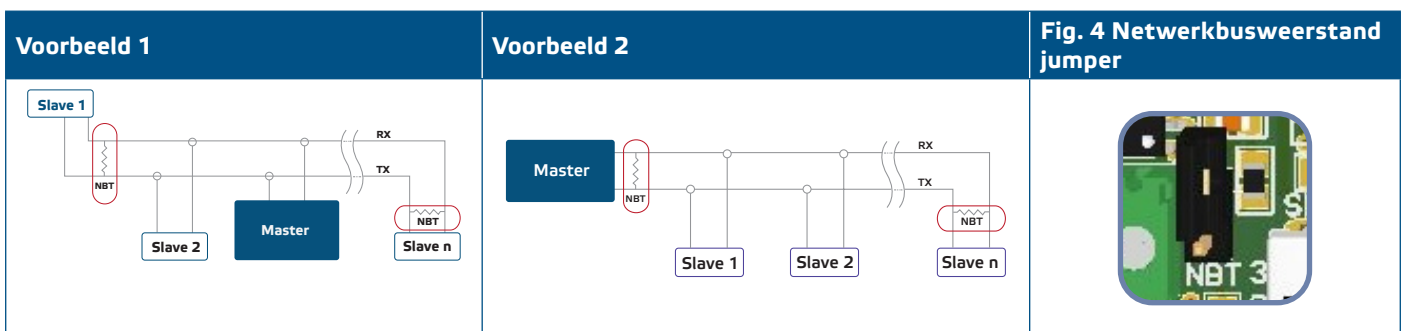 Voorbeeld 1
Voorbeeld 2
Fig. 4 Netwerkbusweerstand
jumper
Slave 1
RX
TX
NBT
NBT
Slave 2
Master
Slave n
Master
RX
TX
NBT
NBT
Slave 1
Slave 2
Slave n
NBT 3